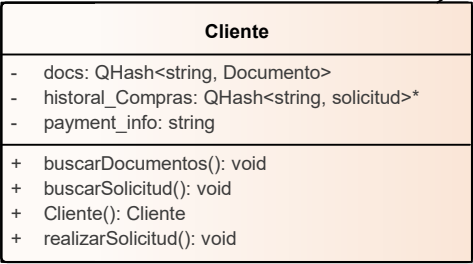 Cliente
- docs: QHash<string, Documento>
- historal_Compras: QHash<string, solicitud>*
- payment_info: string
+ buscarDocumentos(): void
+ buscarSolicitud(): void
+ Cliente(): Cliente
+ realizarSolicitud(): void